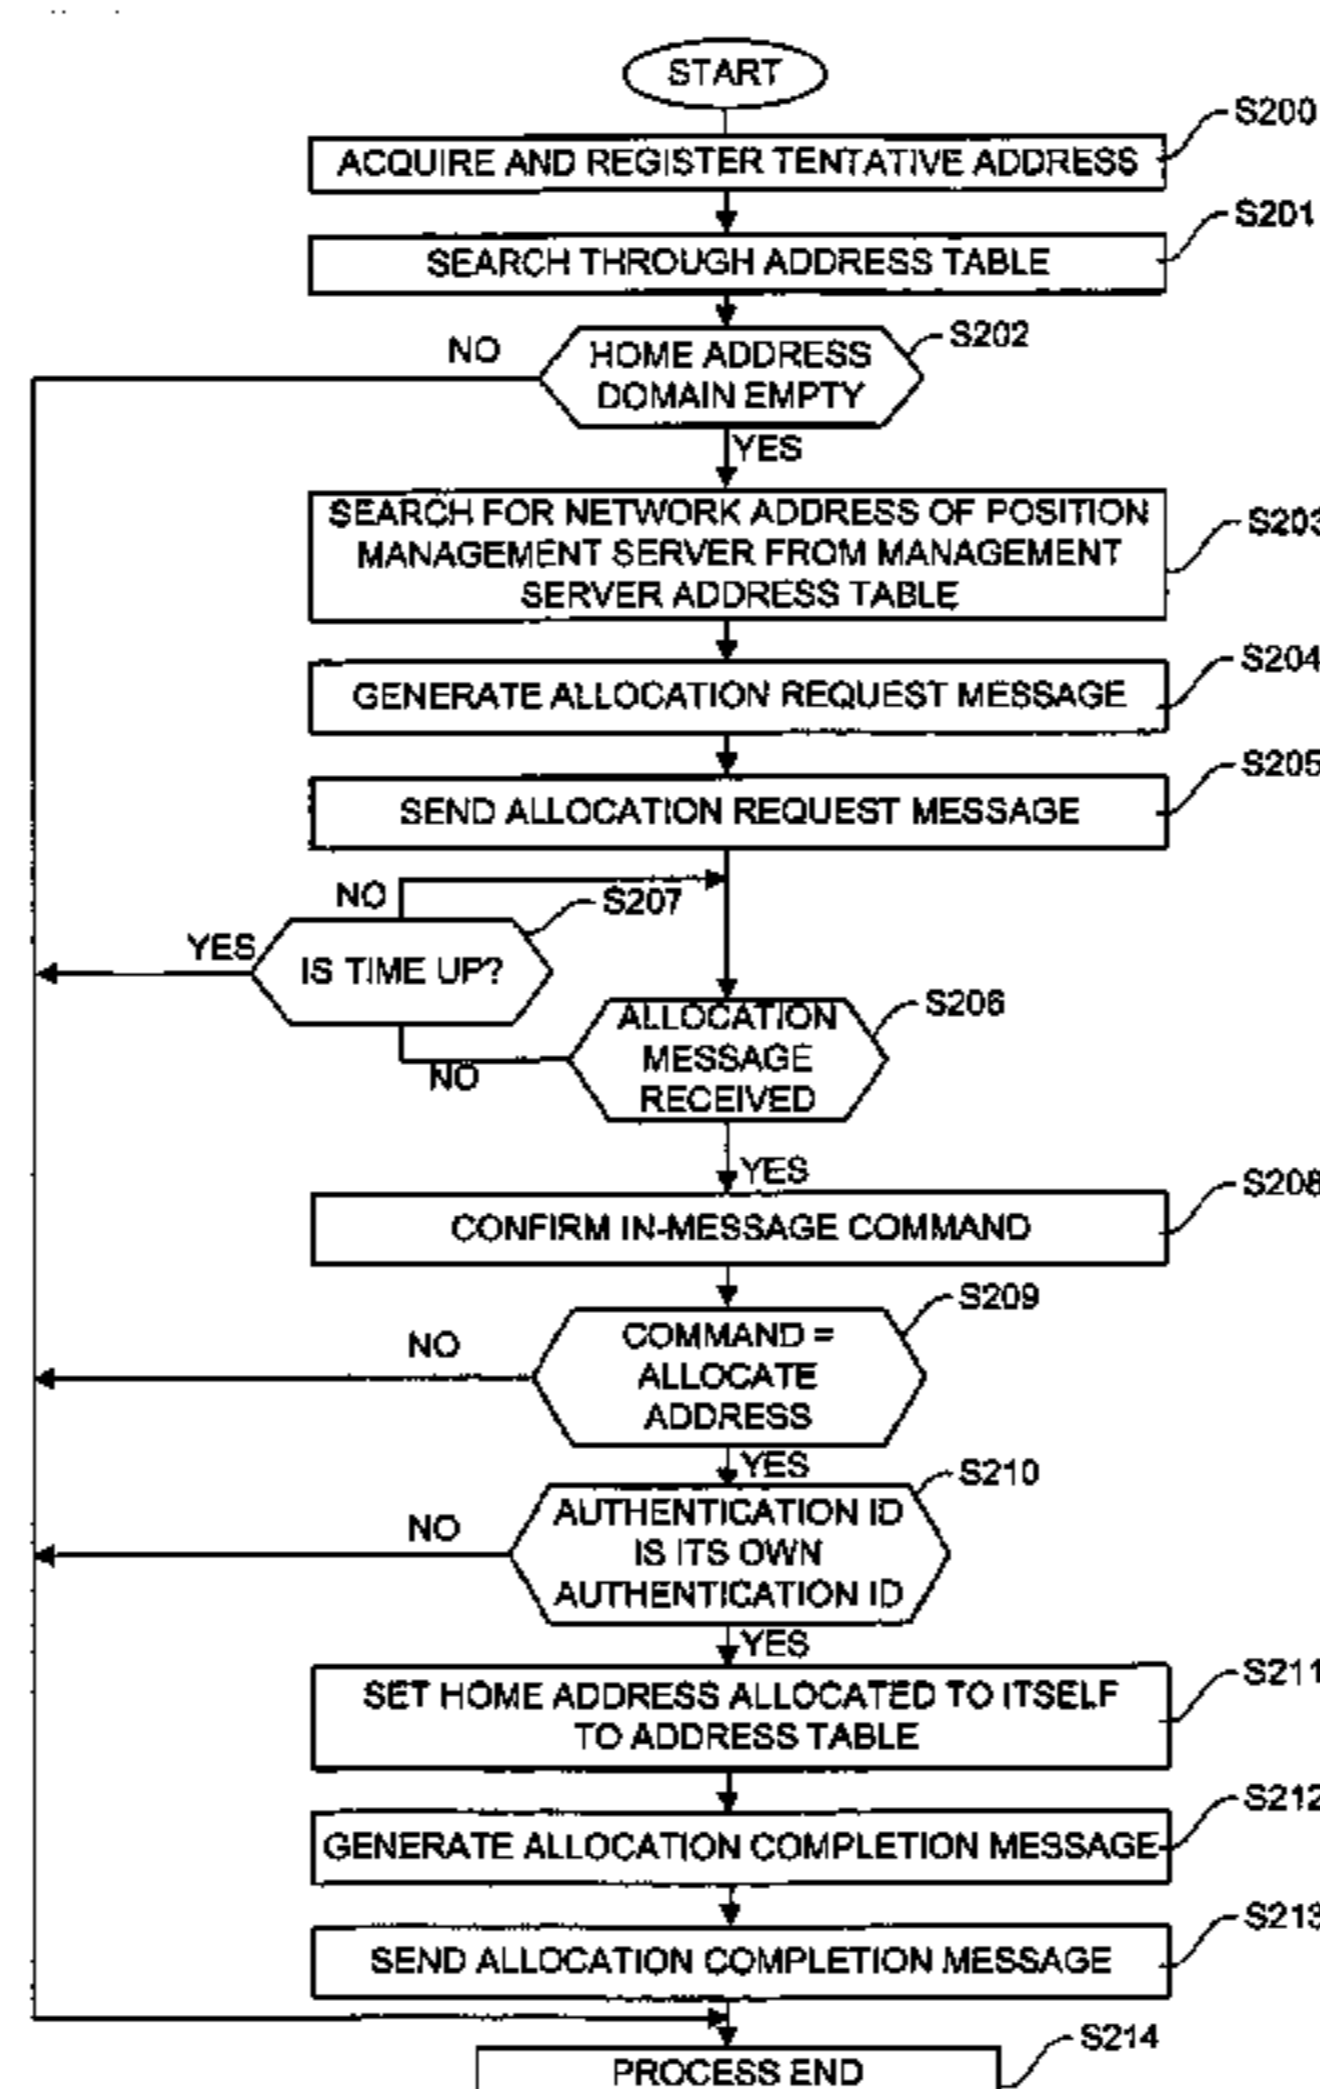 START
S200
ACQUIRE AND REGISTER TENTATIVE ADDRESS
S201
SEARCH THROUGH ADDRESS TABLE
S202
NO
HOME ADDRESS
DOMAIN EMPTY
YES
SEARCH FOR NETWORK ADDRESS OF POSITION
MANAGEMENT SERVER FROM MANAGEMENT
SERVER ADDRESS TABLE
S203
S204
GENERATE ALLOCATION REQUEST MESSAGE
S205
SEND ALLOCATION REQUEST MESSAGE
NO
S207
YES
IS TIME UP?
S206
ALLOCATION
MESSAGE
RECEIVED
NO
YES
S208
CONFIRM IN-MESSAGE COMMAND
S209
NO
COMMAND =
ALLOCATE
ADDRESS
YES
S210
NO
AUTHENTICATION ID
IS ITS OWN
AUTHENTICATION ID
YES
S211
SET HOME ADDRESS ALLOCATED TO ITSELF
TO ADDRESS TABLE
S212
GENERATE ALLOCATION COMPLETION MESSAGE
S213
SEND ALLOCATION COMPLETION MESSAGE
S214
PROCESS END